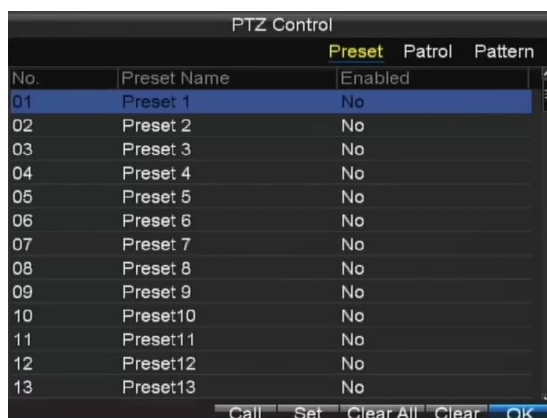 PTZ Control
Preset Patrol Pattern
No. Preset Name Enabled
01 Preset 1 No
02 Preset 2 No
03 Preset 3 No
04 Preset 4 No
05 Preset 5 No
06 Preset 6 No
07 Preset 7 No
08 Preset 8 No
09 Preset 9 No
10 Preset10 No
11 Preset11 No
12 Preset12 No
13 Preset13 No
Call Set Clear All Clear OK